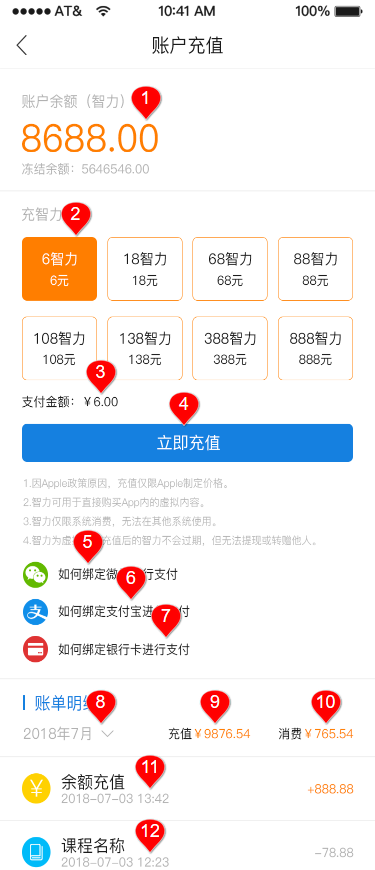 AT& 10:41 AM 100%
账户充值
账户余额（智力） 1
8688.00
冻结余额：5646546.00
充智力 2
6智力 18智力 68智力 88智力
6元 18元 68元 88元
108智力 138智力 388智力 888智力
108元 138元 388元 888元
3
支付金额：￥6.00
4
立即充值
1.因Apple政策原因，充值仅限Apple制定价格。
2.智力可用于直接购买App内的虚拟内容。
3.智力仅限系统消费，无法在其他系统使用。
4.智力为虚 充值后的智力不会过期，但无法提现或转赠他人。
5
如何绑定微 行支付
6
如何绑定支付宝进 付
7
如何绑定银行卡进行支付
账单明细 8 9 10
2018年7月 充值￥9876.54 消费￥765.54
11
余额充值 +888.88
2018-07-03 13:42
12
课程名称 -78.88
2018-07-03 12:23